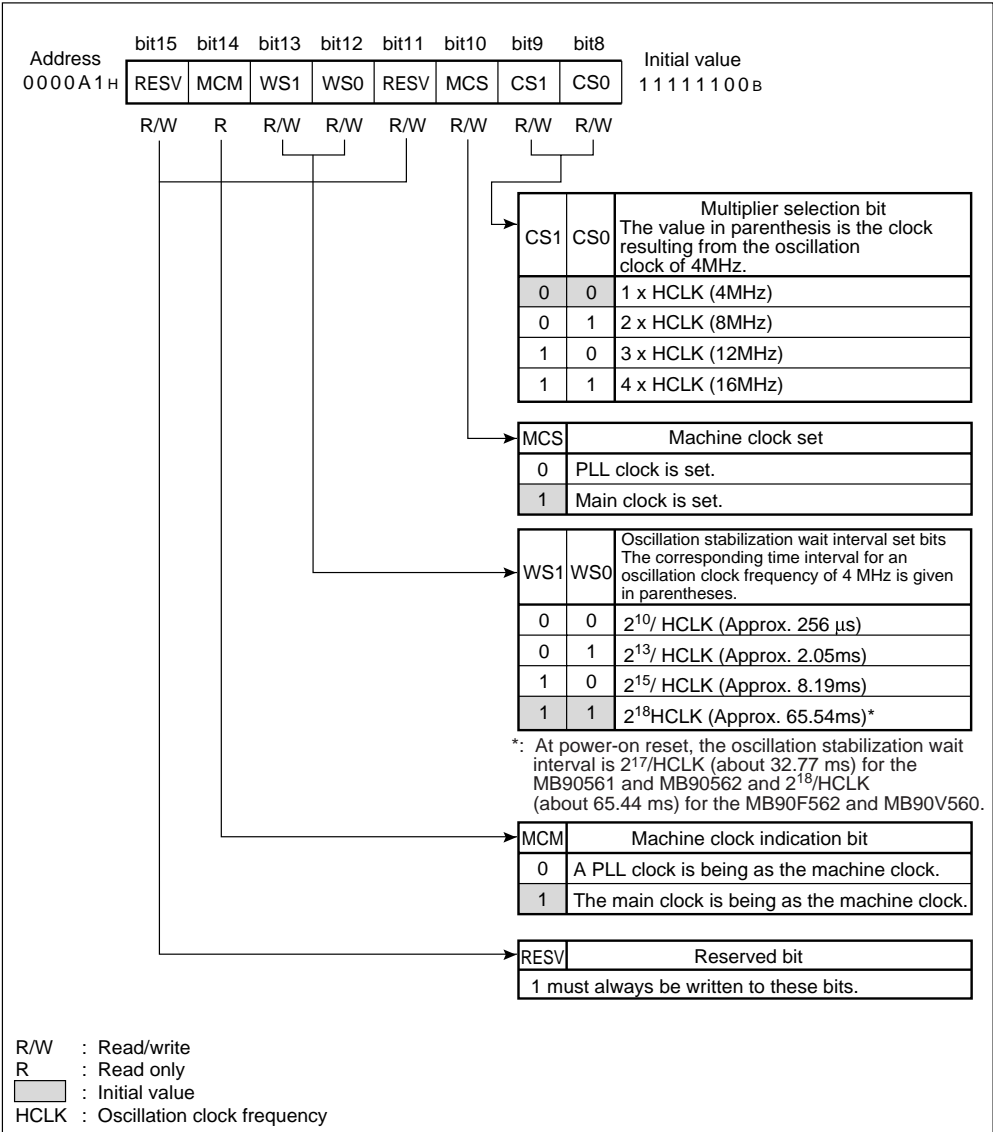 bit15 bit14 bit13 bit12 bit11 bit10 bit9 bit8
Address Initial value
0000A1H RESV MCM WS1 WS0 RESV MCS CS1 CS0 11111100B
R/W R R/W R/W R/W R/W R/W R/W
CS1 CS0 Multiplier selection bit
The value in parenthesis is the clock
resulting from the oscillation
clock of 4MHz.
0 0 1 x HCLK (4MHz)
0 1 2 x HCLK (8MHz)
1 0 3 x HCLK (12MHz)
1 1 4 x HCLK (16MHz)
MCS Machine clock set
0 PLL clock is set.
1 Main clock is set.
WS1 WS0 Oscillation stabilization wait interval set bits
The corresponding time interval for an
oscillation clock frequency of 4 MHz is given
in parentheses.
0 0 2¹⁰/ HCLK (Approx. 256 µs)
0 1 2¹³/ HCLK (Approx. 2.05ms)
1 0 2¹⁵/ HCLK (Approx. 8.19ms)
1 1 2¹⁸HCLK (Approx. 65.54ms)*
*: At power-on reset, the oscillation stabilization wait
interval is 2¹⁷/HCLK (about 32.77 ms) for the
MB90561 and MB90562 and 2¹⁸/HCLK
(about 65.44 ms) for the MB90F562 and MB90V560.
MCM Machine clock indication bit
0 A PLL clock is being as the machine clock.
1 The main clock is being as the machine clock.
RESV Reserved bit
1 must always be written to these bits.
R/W : Read/write
R : Read only
: Initial value
HCLK : Oscillation clock frequency